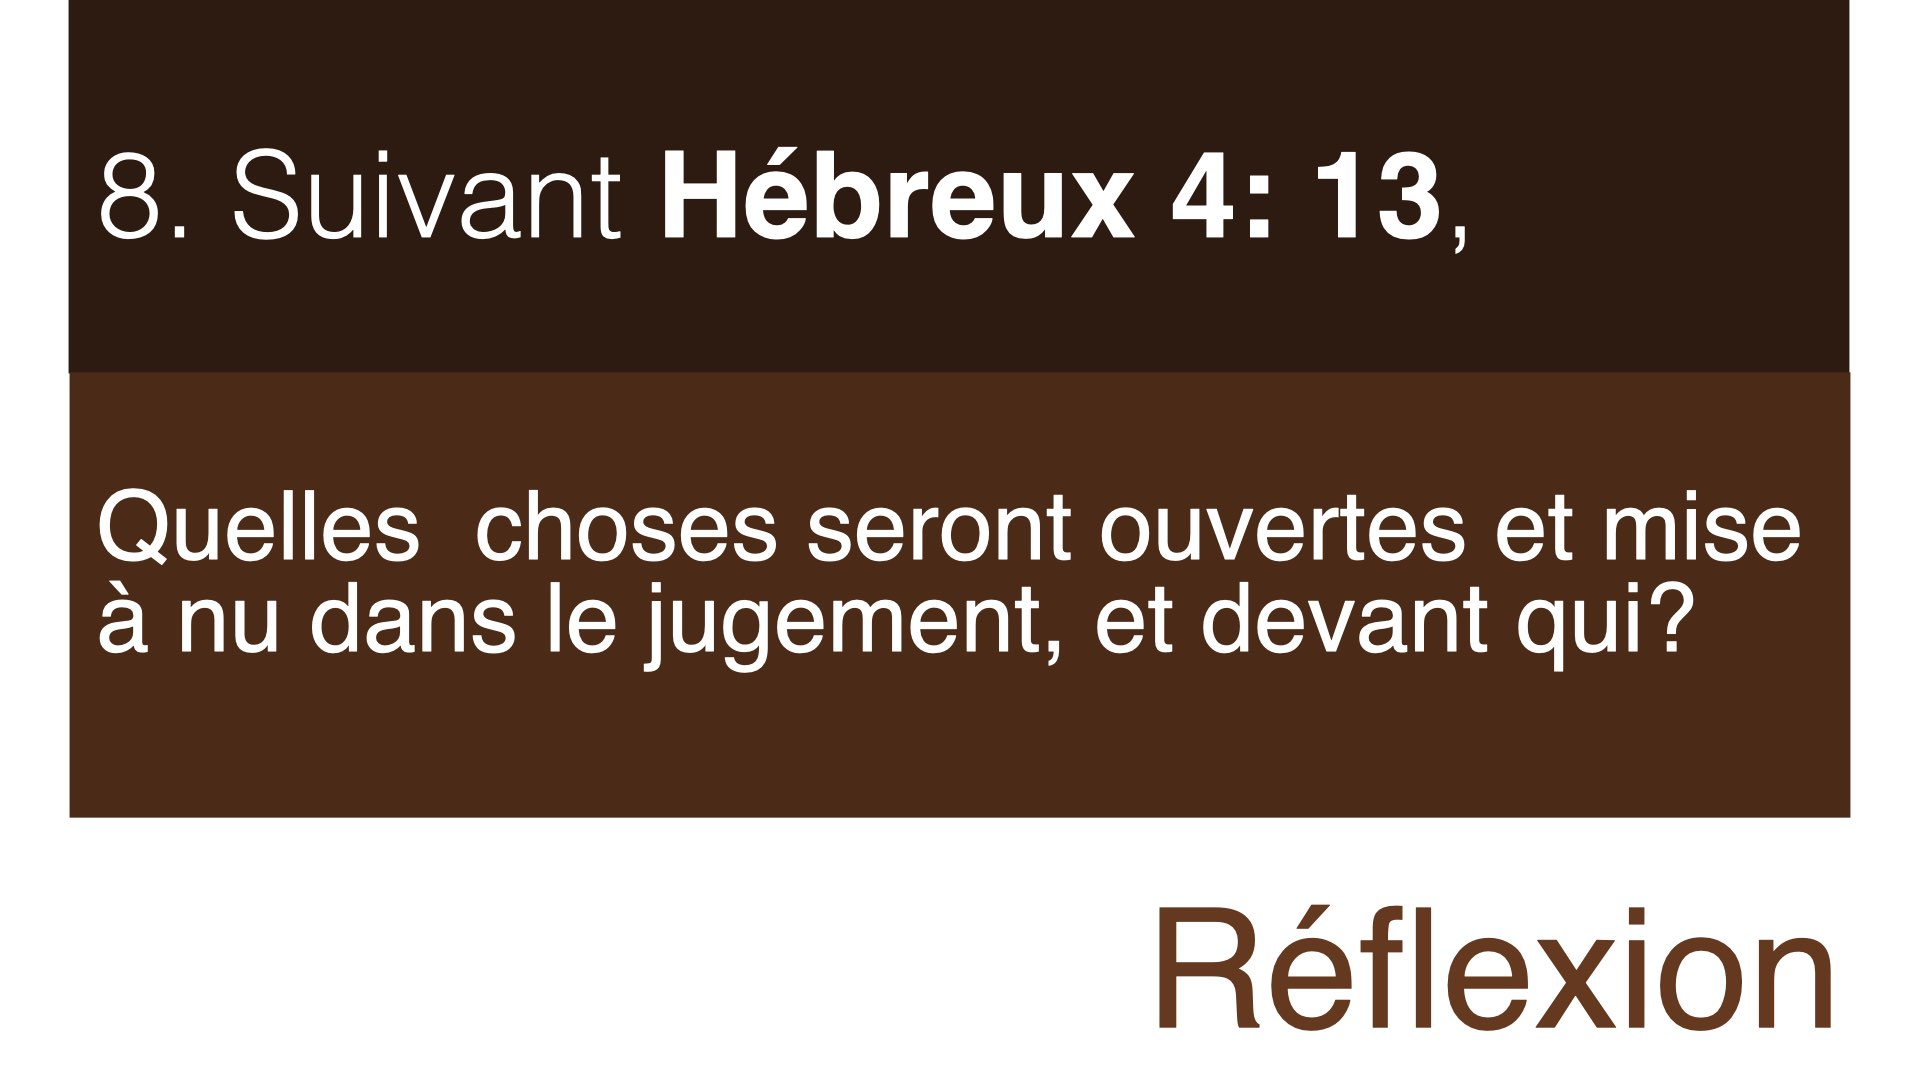 8. Suivant Hébreux 4: 13,
Quelles  choses seront ouvertes et mise
à nu dans le jugement, et devant qui?
Réflexion